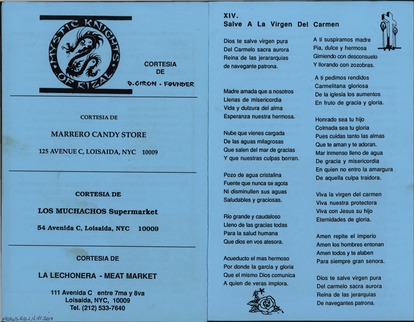 MYSTIC KNIGHTS
OF RIZAL
CORTESIA
DE
D. CIRON - FOUNDER
CORTESIA DE
MARRERO CANDY STORE
125 AVENUE C, LOISAIDA, NYC 10009
CORTESIA DE
LOS MUCHACHOS Supermarket
54 Avenida C, Loisaida, NYC 10009
CORTESIA DE
LA LECHONERA - MEAT MARKET
111 Avenida C entre 7ma y 8va
Loisaida, NYC, 10009
Tel. (212) 533-7640
XIV.
Salve A La Virgen Del Carmen
Dios te salve virgen pura
Del Carmelo sacra aurora
Reina de las jerararquias
de navegante patrona.
Madre amada que a nosotros
Llenas de misericordia
Vida y dulzura del alma
Esperanza nuestra hermosa.
Nube que vienes cargada
De las aguas milagrosas
Que salen del mar de gracias
Y que nuestras culpas borran.
Pozo de agua cristalina
Fuente que nunca se agota
Ni disminullen sus aguas
Saludables y graciosas.
Río grande y caudaloso
Lleno de las gracias todas
Para la salud humana
Que dios en vos atesora.
Acueducto el mas hermoso
Por donde la garcia y gloria
Que el mismo Dios comunica
A quien de veras implora.
A ti suspiramos madre
Pia, dulce y hermosa
Gimiendo con desconsuelo
Y llorando con zozobras.
A ti pedimos rendidos
Carmelitana gloriosa
De la iglesia los aumentos
En fruto de gracia y gloria.
Honrado sea tu hijo
Colmada sea tu gloria
Pues cuidas tanto las almas
Que te aman y te adoran.
Mar inmenso lleno de agua
De gracia y misericordia
En quien no entro la amargura
De aquella culpa traidora.
Viva la virgen del carmen
Viva nuestra protectora
Viva con Jesus su hijo
Eternidades de gloria.
Amen repite el imperio
Amen los hombres entonan
Amen todos y te alaben
Para siempre gran senora.
Dios te salve virgen pura
Del carmelo sacra aurora
Reina de las jerarquias
De navegantes patrona.